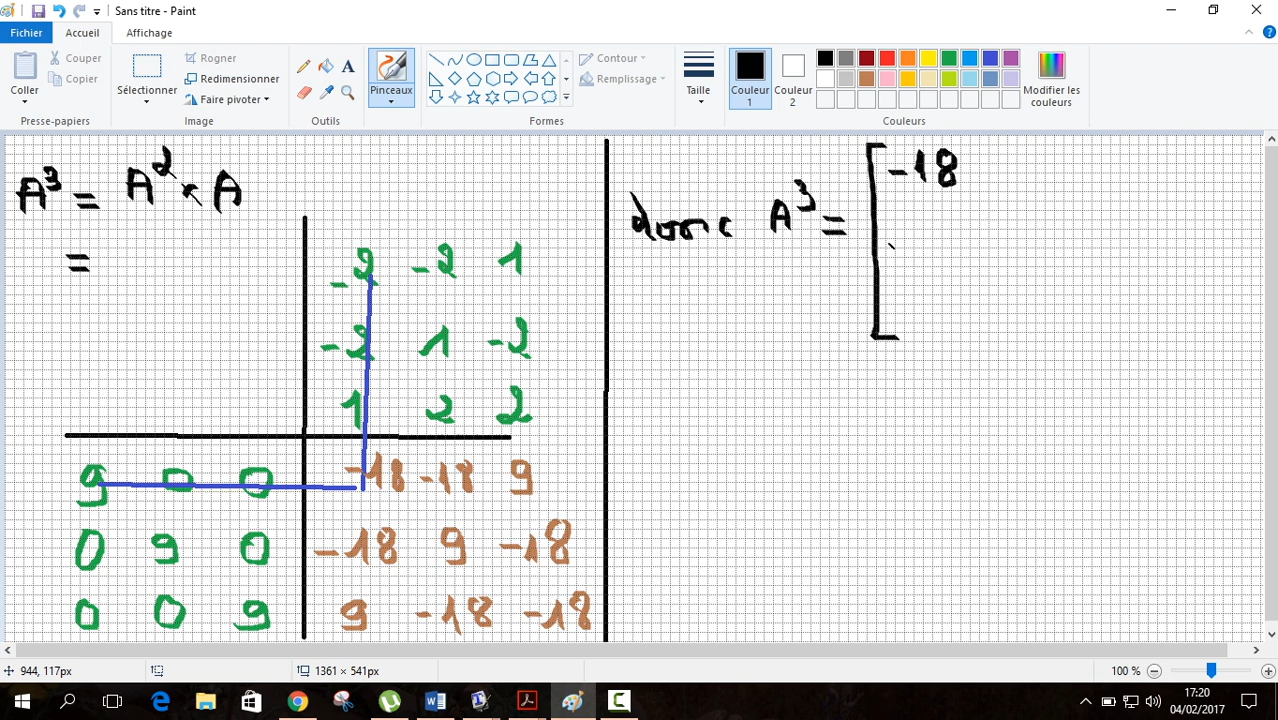 Sans titre - Paint
Fichier Accueil Affichage
Coller
Couper
Copier
Presse-papiers
Sélectionner
Rogner
Redimensionner
Faire pivoter
Image
Outils
Pinceaux
Contour
Remplissage
Formes
Taille
Couleur 1
Couleur 2
Modifier les couleurs
Couleurs
A³ = A² × A
=
-2 -2 1
-2 1 -2
1 2 2
9 0 0 -18 -18 9
0 9 0 -18 9 -18
0 0 9 9 -18 -18
donc A³ = [ -18
944, 117px
1361 × 541px
100 %
17:20
04/02/2017